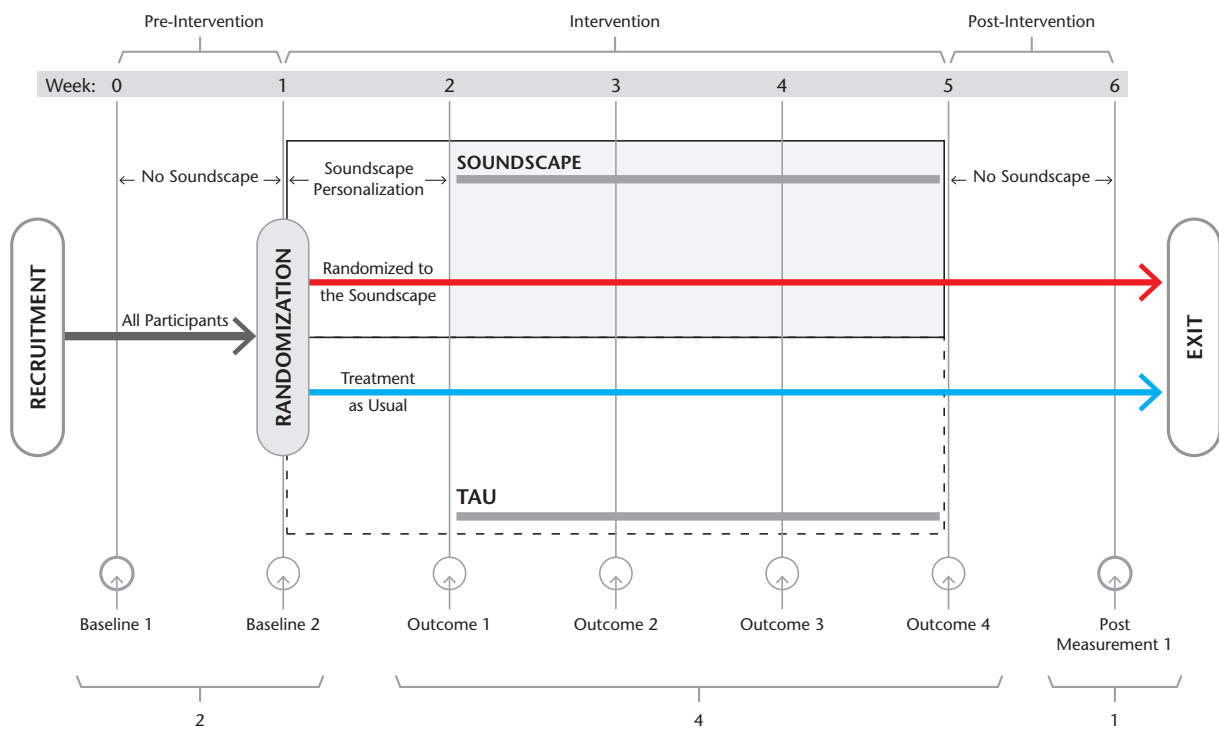 Pre-Intervention
Intervention
Post-Intervention
Week: 0 1 2 3 4 5 6
No Soundscape
Soundscape
Personalization
SOUNDSCAPE
No Soundscape
RECRUITMENT
All Participants
RANDOMIZATION
Randomized to
the Soundscape
Treatment
as Usual
EXIT
TAU
Baseline 1
Baseline 2
Outcome 1
Outcome 2
Outcome 3
Outcome 4
Post
Measurement 1
2
4
1